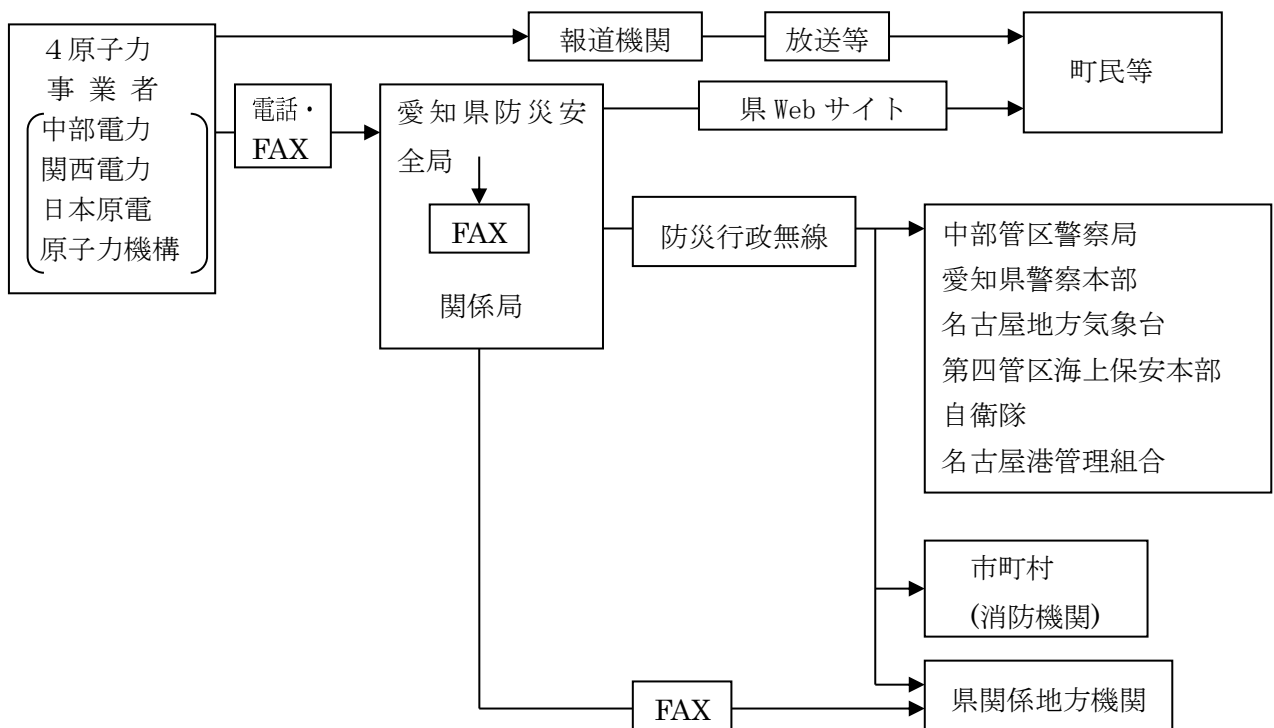 ４原子力
事業者
中部電力
関西電力
日本原電
原子力機構
電話・
FAX
報道機関
放送等
町民等
愛知県防災安
全局
FAX
関係局
県 Web サイト
防災行政無線
中部管区警察局
愛知県警察本部
名古屋地方気象台
第四管区海上保安本部
自衛隊
名古屋港管理組合
市町村
(消防機関)
FAX
県関係地方機関